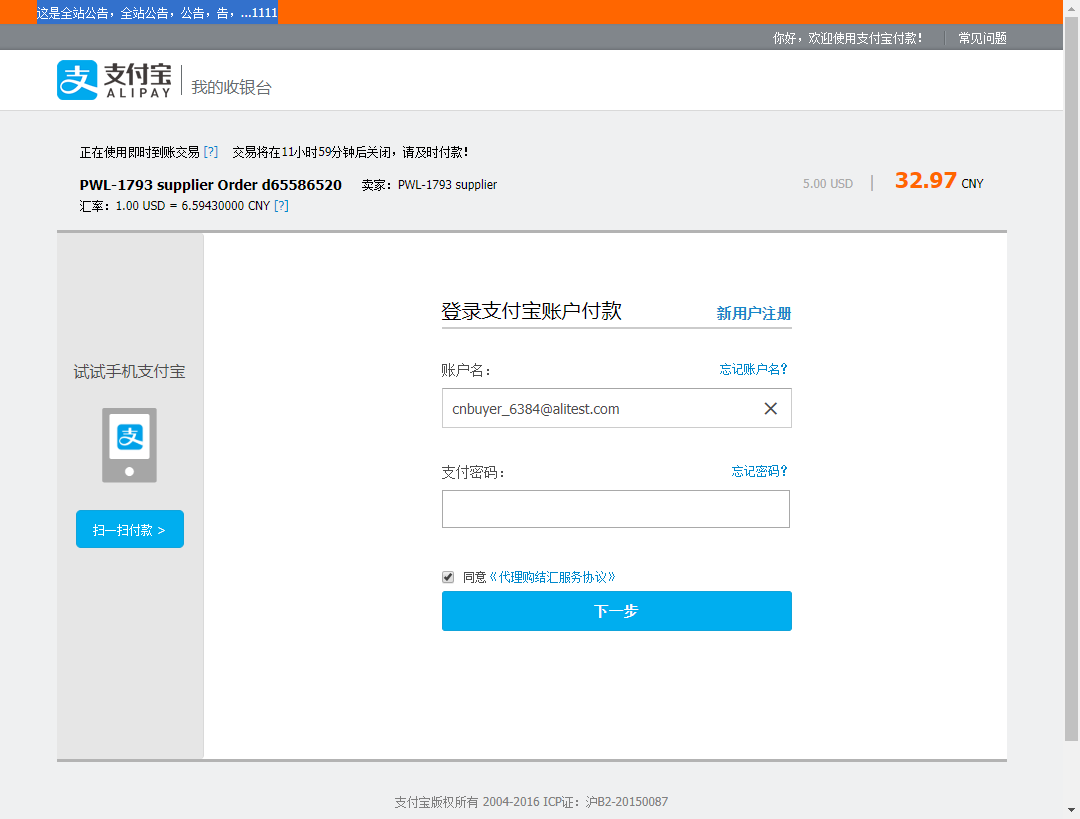 这是全站公告，全站公告，公告，告，...1111
你好，欢迎使用支付宝付款！ 常见问题
支 支付宝 ALIPAY 我的收银台
正在使用即时到账交易 [?] 交易将在11小时59分钟后关闭，请及时付款！
PWL-1793 supplier Order d65586520 卖家：PWL-1793 supplier
5.00 USD | 32.97 CNY
汇率：1.00 USD = 6.59430000 CNY [?]
试试手机支付宝
支
扫一扫付款 >
登录支付宝账户付款 新用户注册
账户名： 忘记账户名?
cnbuyer_6384@alitest.com
支付密码： 忘记密码?
同意《代理购结汇服务协议》
下一步
支付宝版权所有 2004-2016 ICP证：沪B2-20150087